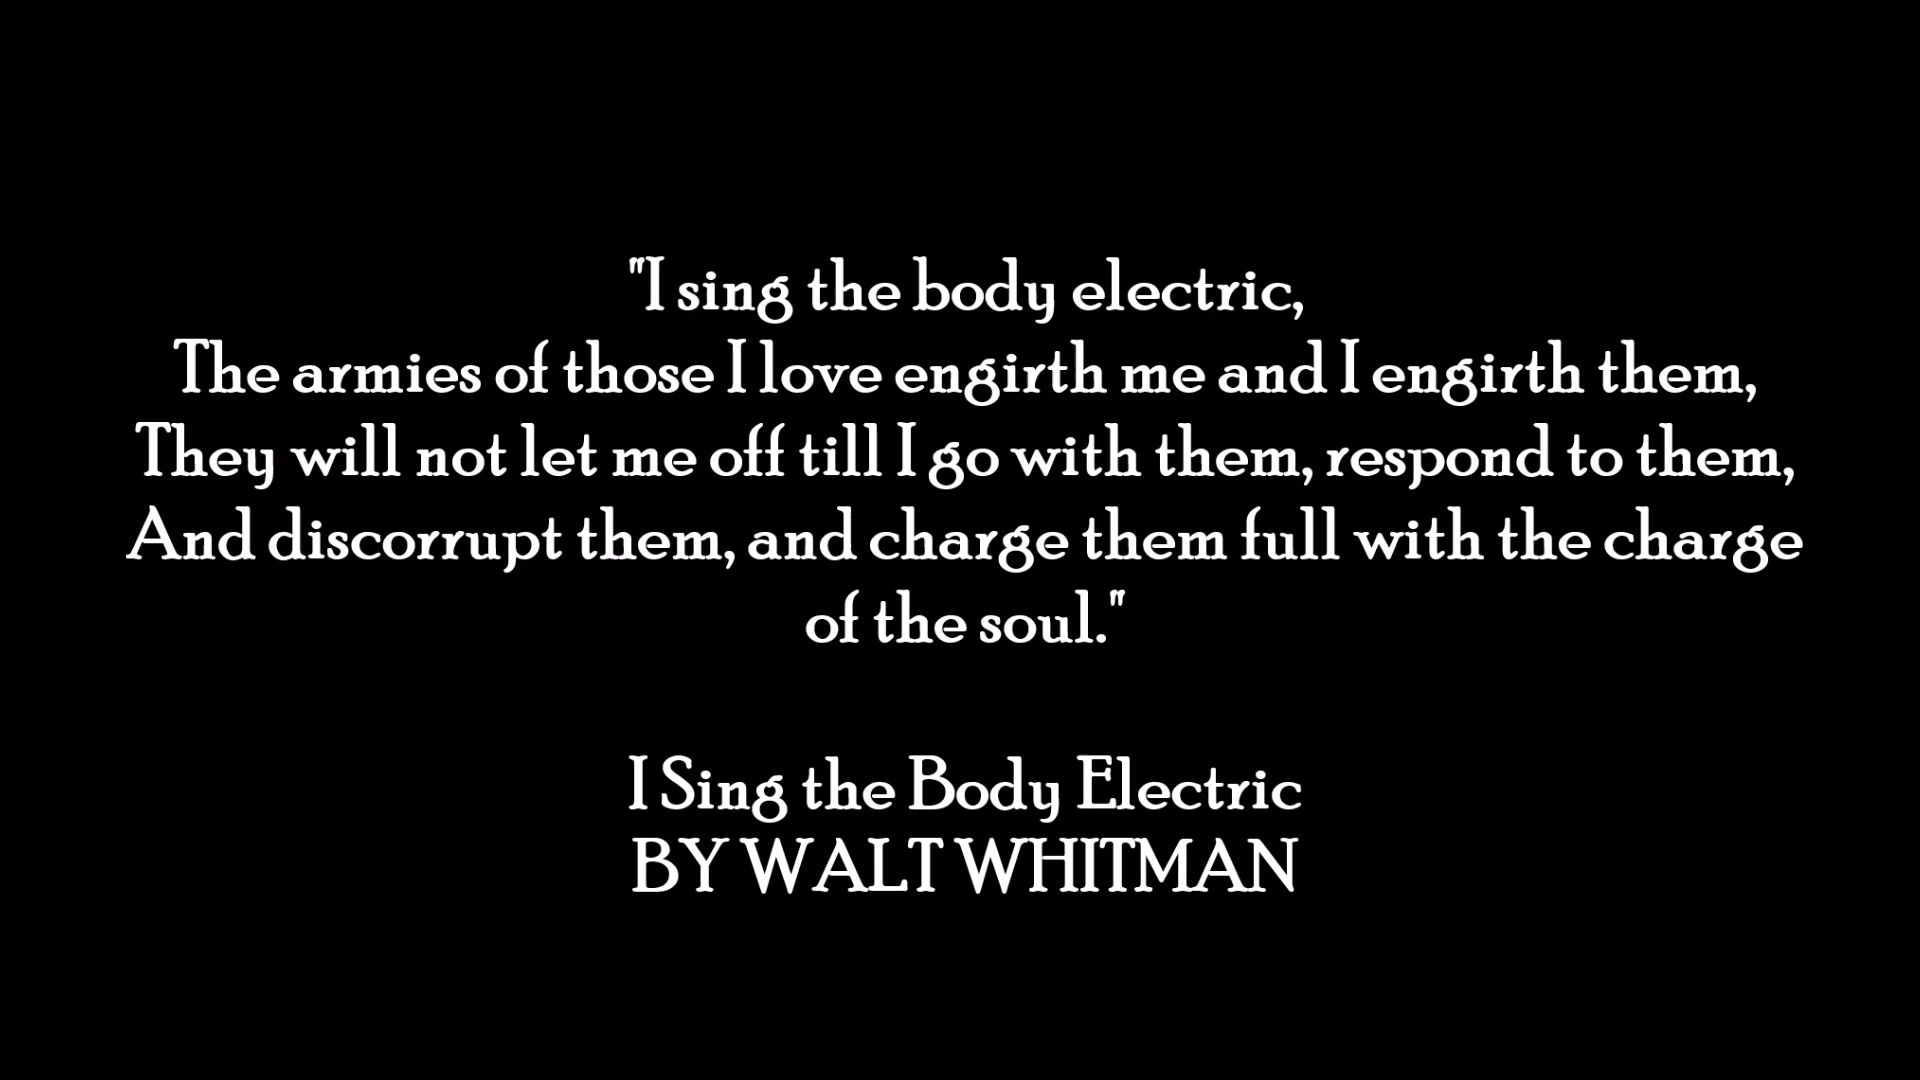 "I sing the body electric,
The armies of those I love engirth me and I engirth them,
They will not let me off till I go with them, respond to them,
And discorrupt them, and charge them full with the charge
of the soul."
I Sing the Body Electric
BY WALT WHITMAN